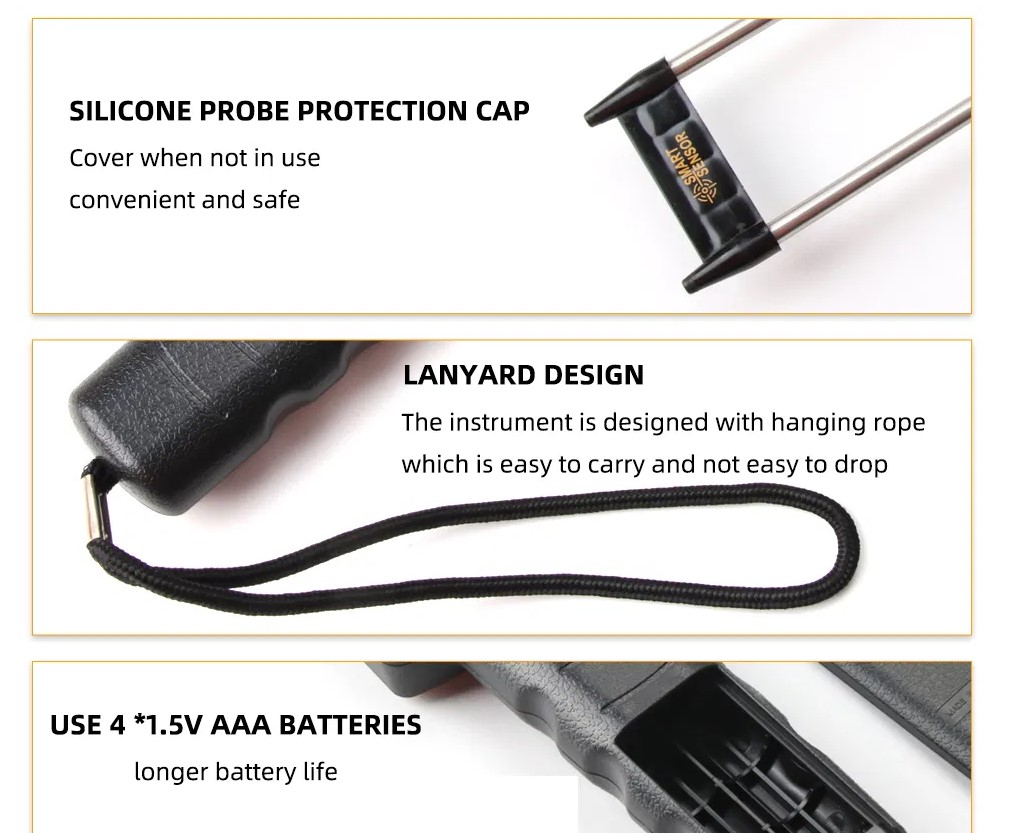 SILICONE PROBE PROTECTION CAP
Cover when not in use
convenient and safe
SMART
SENSOR
LANYARD DESIGN
The instrument is designed with hanging rope
which is easy to carry and not easy to drop
USE 4 *1.5V AAA BATTERIES
longer battery life